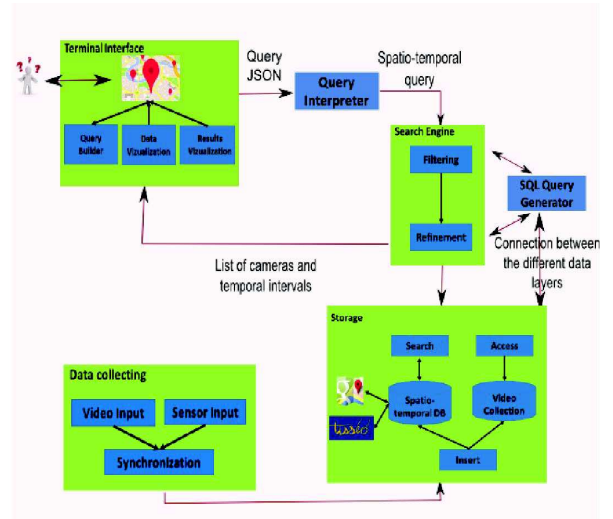 Terminal Interface
Query
Builder
Data
Vizualization
Results
Vizualization
Query
JSON
Query
Interpreter
Spatio-temporal
query
Search Engine
Filtering
Refinement
SQL Query
Generator
Connection between
the different data
layers
List of cameras and
temporal intervals
Storage
Search
Access
Spatio-
temporal DB
Video
Collection
Insert
Tisséo
Data collecting
Video Input
Sensor Input
Synchronization